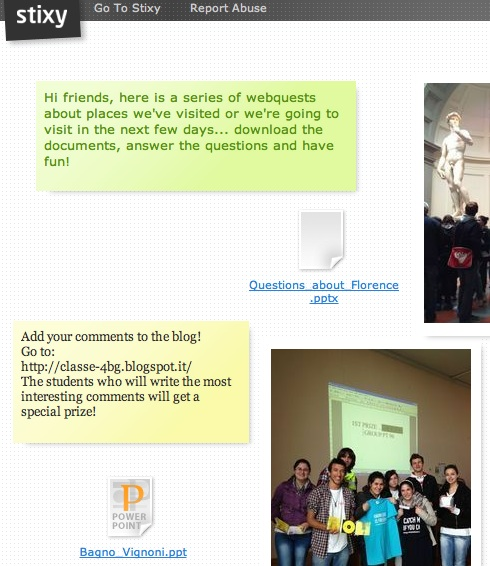 stixy
Go To Stixy
Report Abuse
Hi friends, here is a series of webquests
about places we've visited or we're going to
visit in the next few days... download the
documents, answer the questions and have
fun!
Questions_about_Florence
.pptx
Add your comments to the blog!
Go to:
http://classe-4bg.blogspot.it/
The students who will write the most
interesting comments will get a
special prize!
1ST PRIZE
P
POWER
POINT
Bagno_Vignoni.ppt